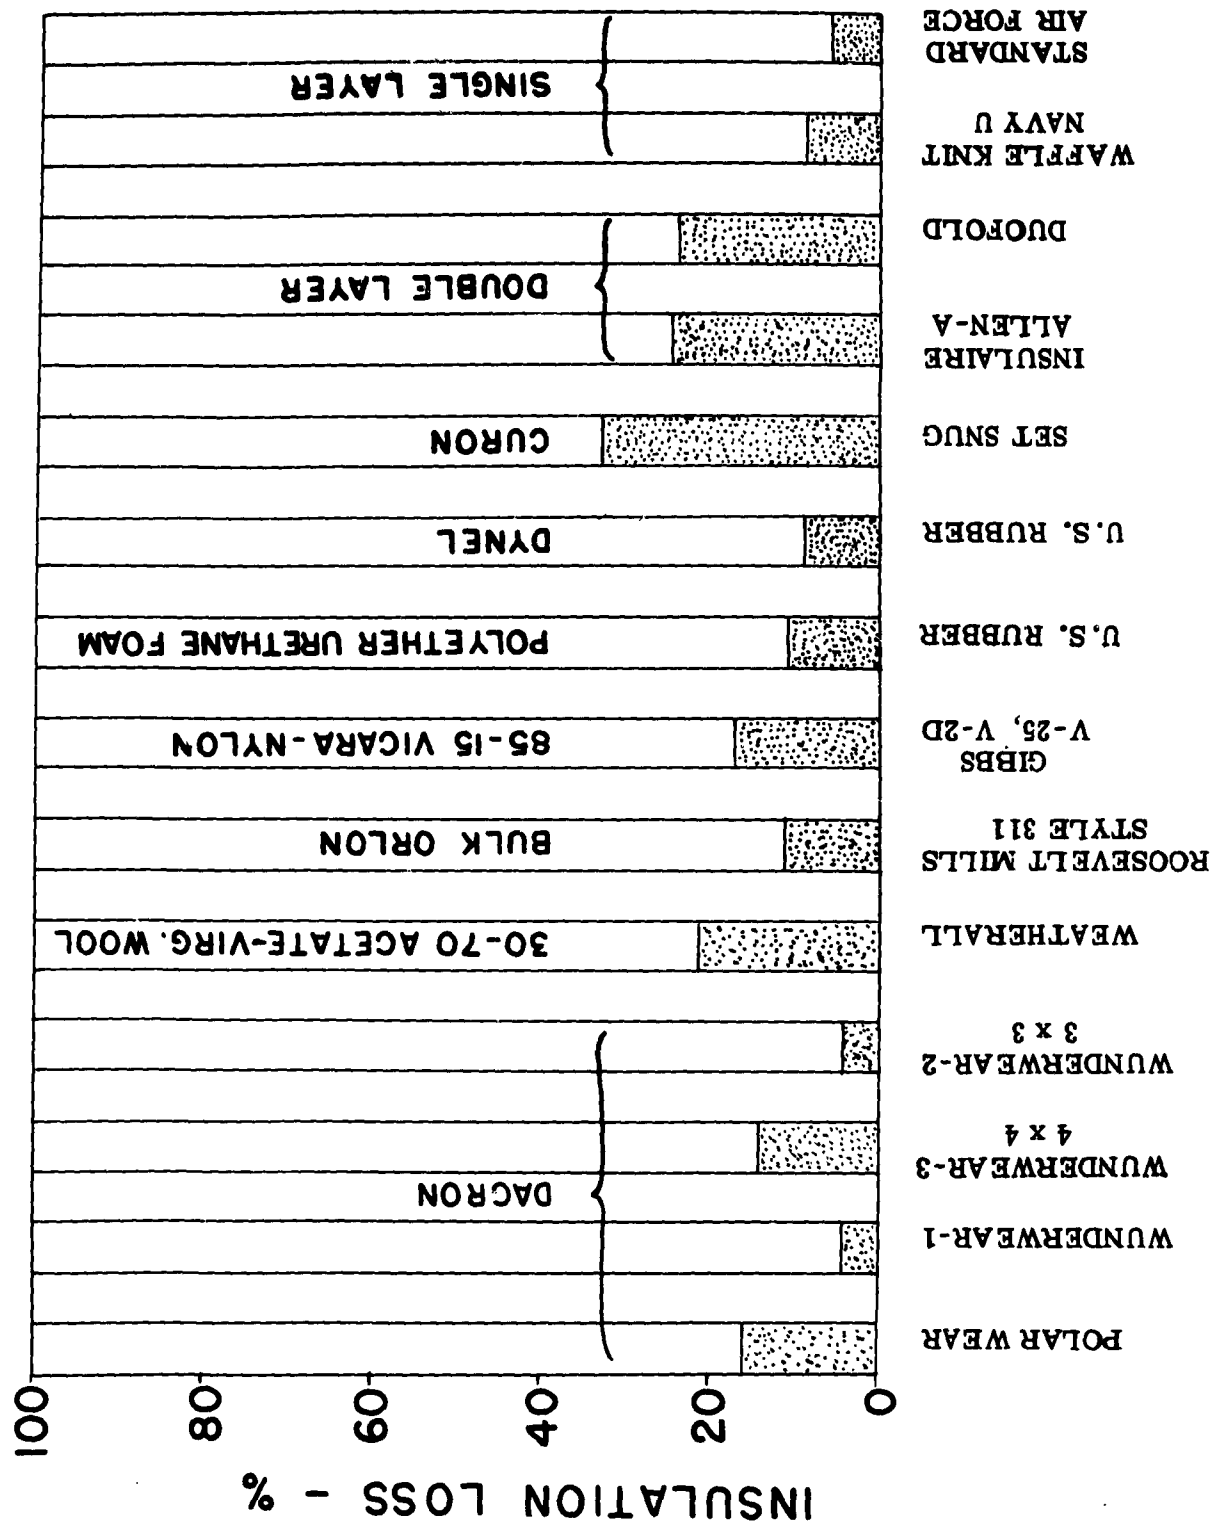 INSULATION LOSS - %
0
20
40
60
80
100
POLAR WEAR
WUNDERWEAR-1
DACRON
WUNDERWEAR-3
4 x 4
WUNDERWEAR-2
3 x 3
WEATHERALL
30-70 ACETATE-VIRG. WOOL
ROOSEVELT MILLS
STYLE 311
BULK ORLON
GIBBS
V-25, V-2D
85-15 VICARA-NYLON
U.S. RUBBER
POLYETHER URETHANE FOAM
U.S. RUBBER
DYNEL
SET SNUG
CURON
INSULAIRE
ALLEN-A
DOUBLE LAYER
DUOFOLD
WAFFLE KNIT
NAVY U
SINGLE LAYER
STANDARD
AIR FORCE